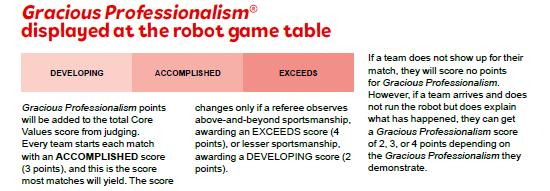 Gracious Professionalism®
displayed at the robot game table
DEVELOPING
ACCOMPLISHED
EXCEEDS
Gracious Professionalism points
will be added to the total Core
Values score from judging.
Every team starts each match
with an ACCOMPLISHED score
(3 points), and this is the score
most matches will yield. The score
changes only if a referee observes
above-and-beyond sportsmanship,
awarding an EXCEEDS score (4
points), or lesser sportsmanship,
awarding a DEVELOPING score (2
points).
If a team does not show up for their
match, they will score no points
for Gracious Professionalism.
However, if a team arrives and does
not run the robot but does explain
what has happened, they can get
a Gracious Professionalism score
of 2, 3, or 4 points depending on
the Gracious Professionalism they
demonstrate.